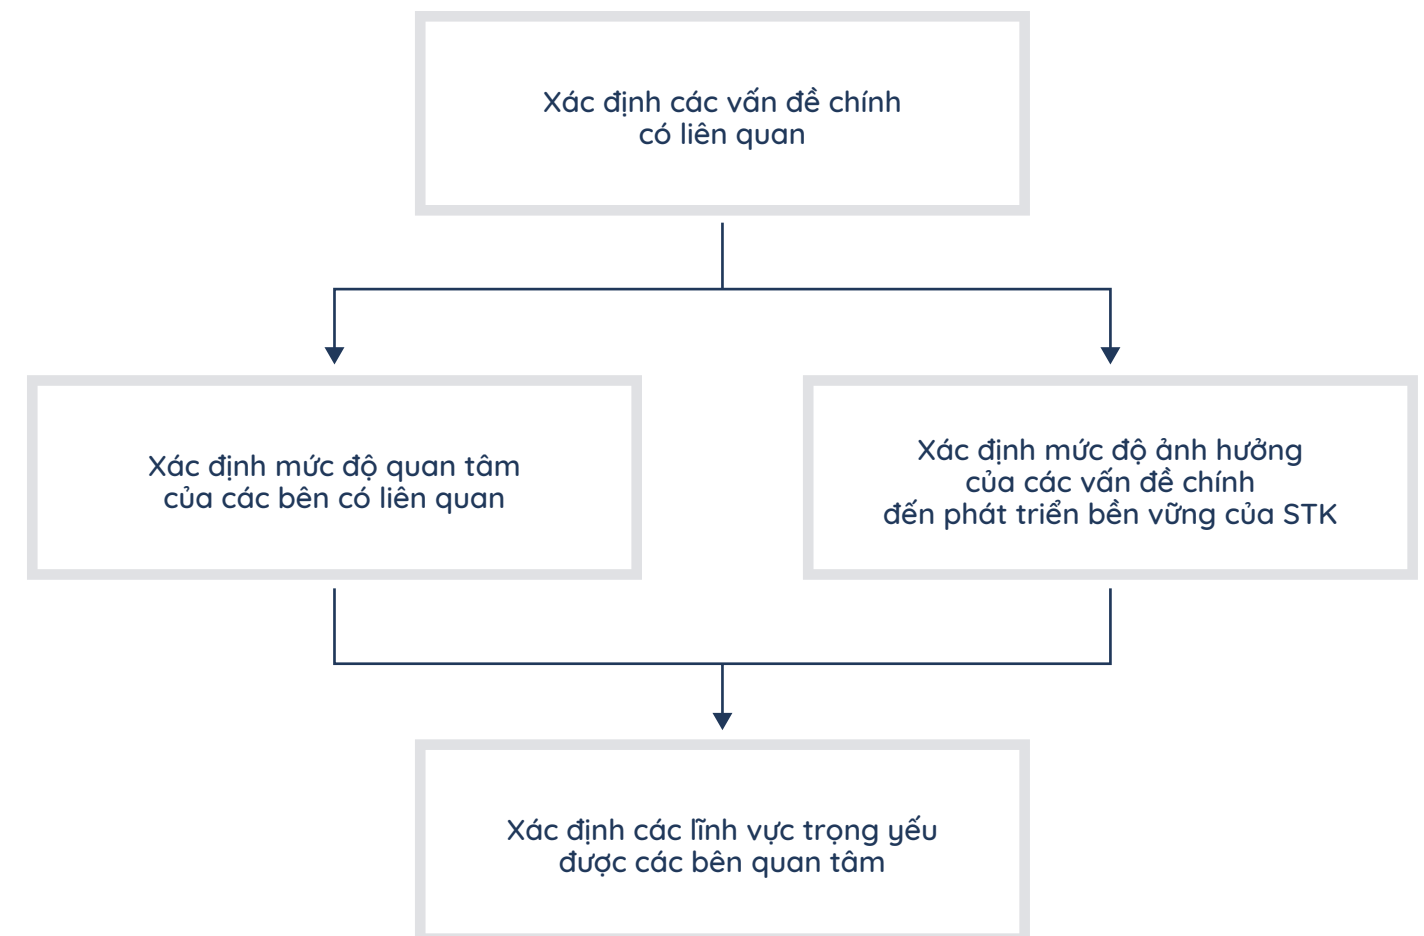 Xác định các vấn đề chính
có liên quan
Xác định mức độ quan tâm
của các bên có liên quan
Xác định mức độ ảnh hưởng
của các vấn đề chính
đến phát triển bền vững của STK
Xác định các lĩnh vực trọng yếu
được các bên quan tâm